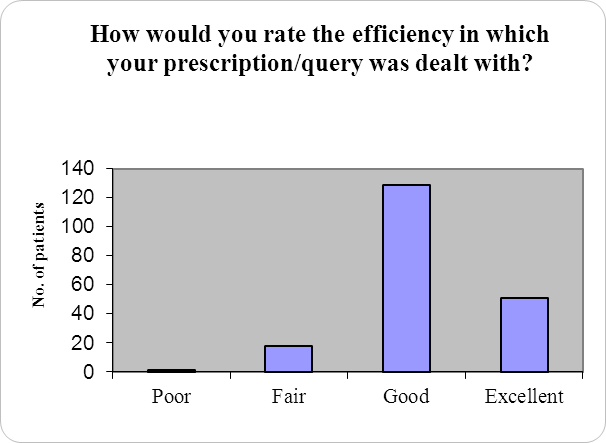 How would you rate the efficiency in which
your prescription/query was dealt with?
140
120
100
80
60
40
20
0
No. of patients
Poor Fair Good Excellent